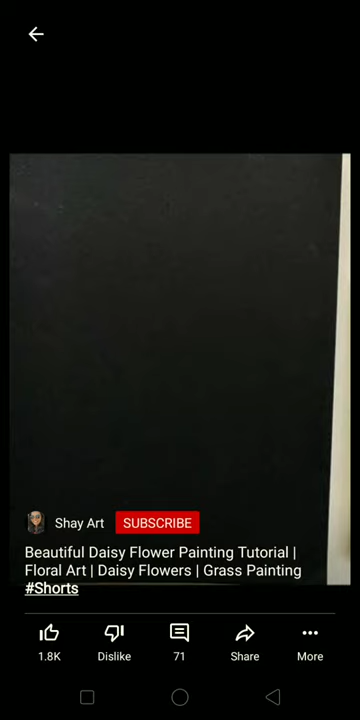 Shay Art SUBSCRIBE
Beautiful Daisy Flower Painting Tutorial |
Floral Art | Daisy Flowers | Grass Painting
#Shorts
1.8K Dislike 71 Share More